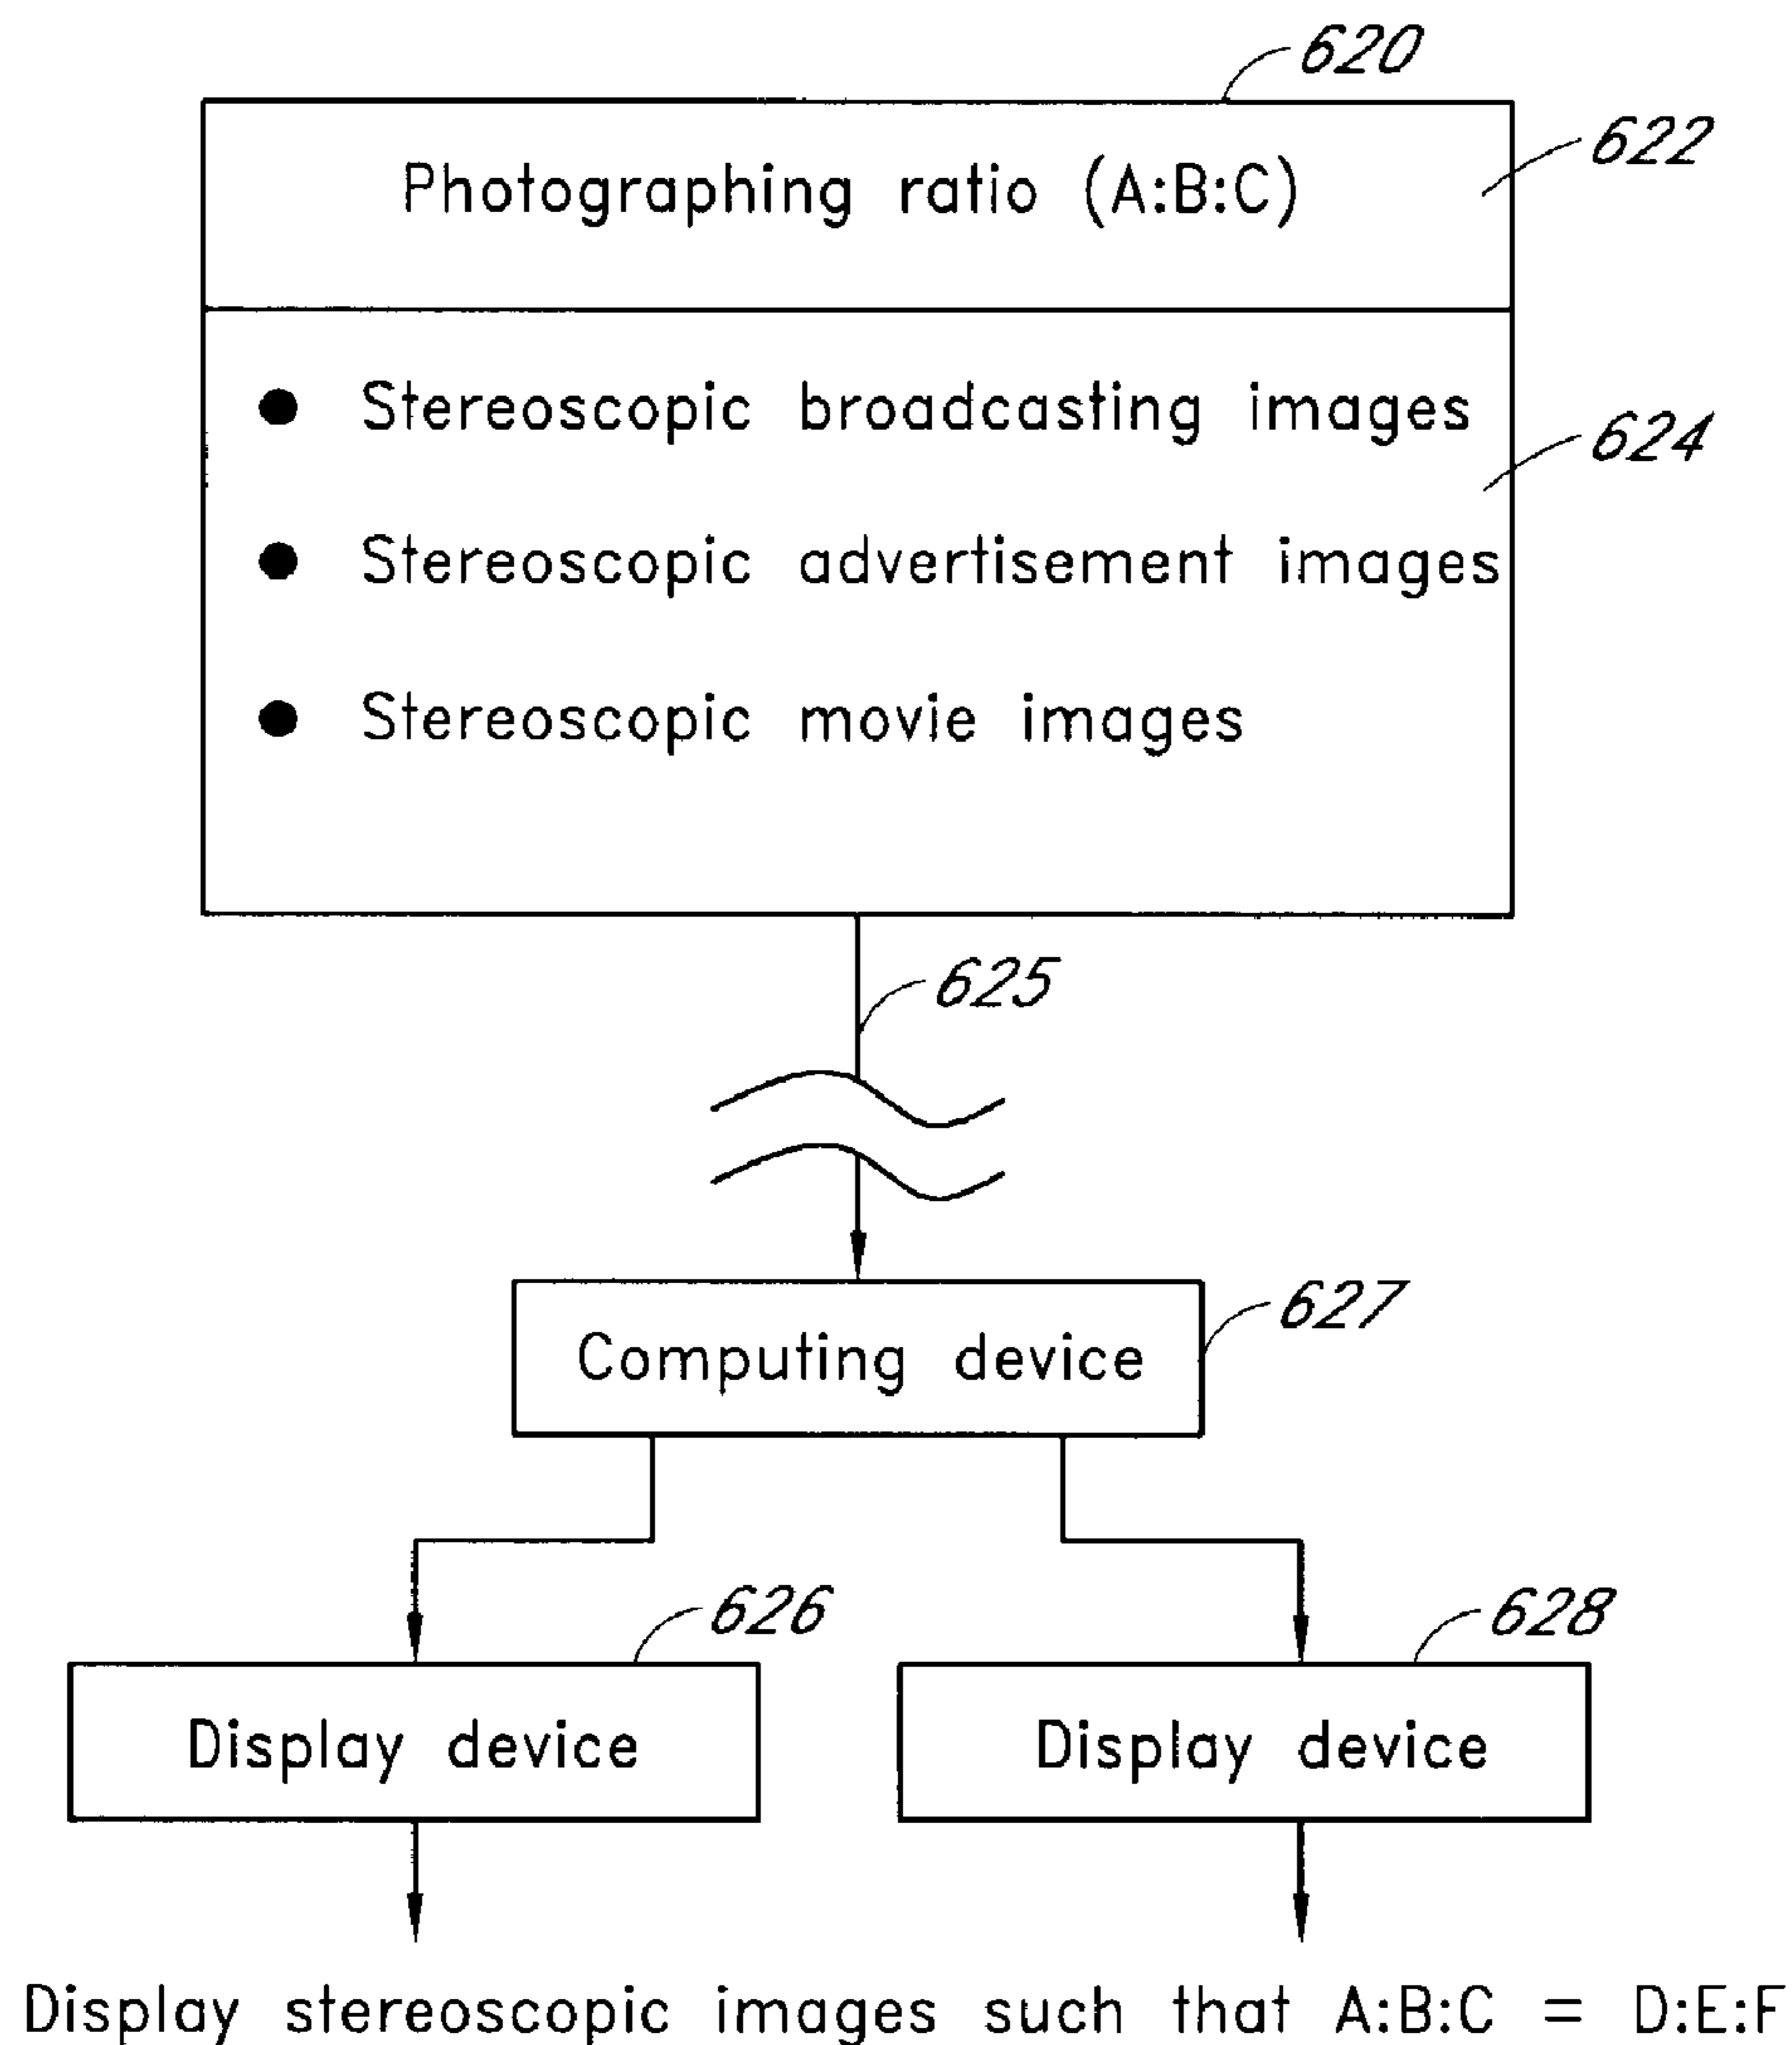 620
Photographing ratio (A:B:C)
622
● Stereoscopic broadcasting images
624
● Stereoscopic advertisement images
● Stereoscopic movie images
625
Computing device
627
626
628
Display device
Display device
Display stereoscopic images such that A:B:C = D:E:F